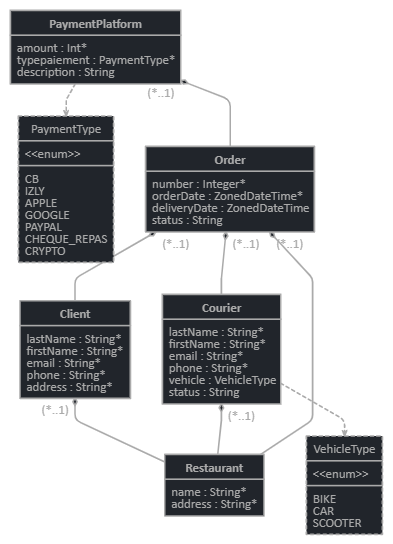 PaymentPlatform
amount : Int*
typepaiement : PaymentType*
description : String
(*..1)
PaymentType
<<enum>>
CB
IZLY
APPLE
GOOGLE
PAYPAL
CHEQUE_REPAS
CRYPTO
Order
number : Integer*
orderDate : ZonedDateTime*
deliveryDate : ZonedDateTime
status : String
(*..1)
(*..1)
(*..1)
Client
lastName : String*
firstName : String*
email : String*
phone : String*
address : String*
(*..1)
Courier
lastName : String*
firstName : String*
email : String*
phone : String*
vehicle : VehicleType
status : String
(*..1)
VehicleType
<<enum>>
BIKE
CAR
SCOOTER
Restaurant
name : String*
address : String*